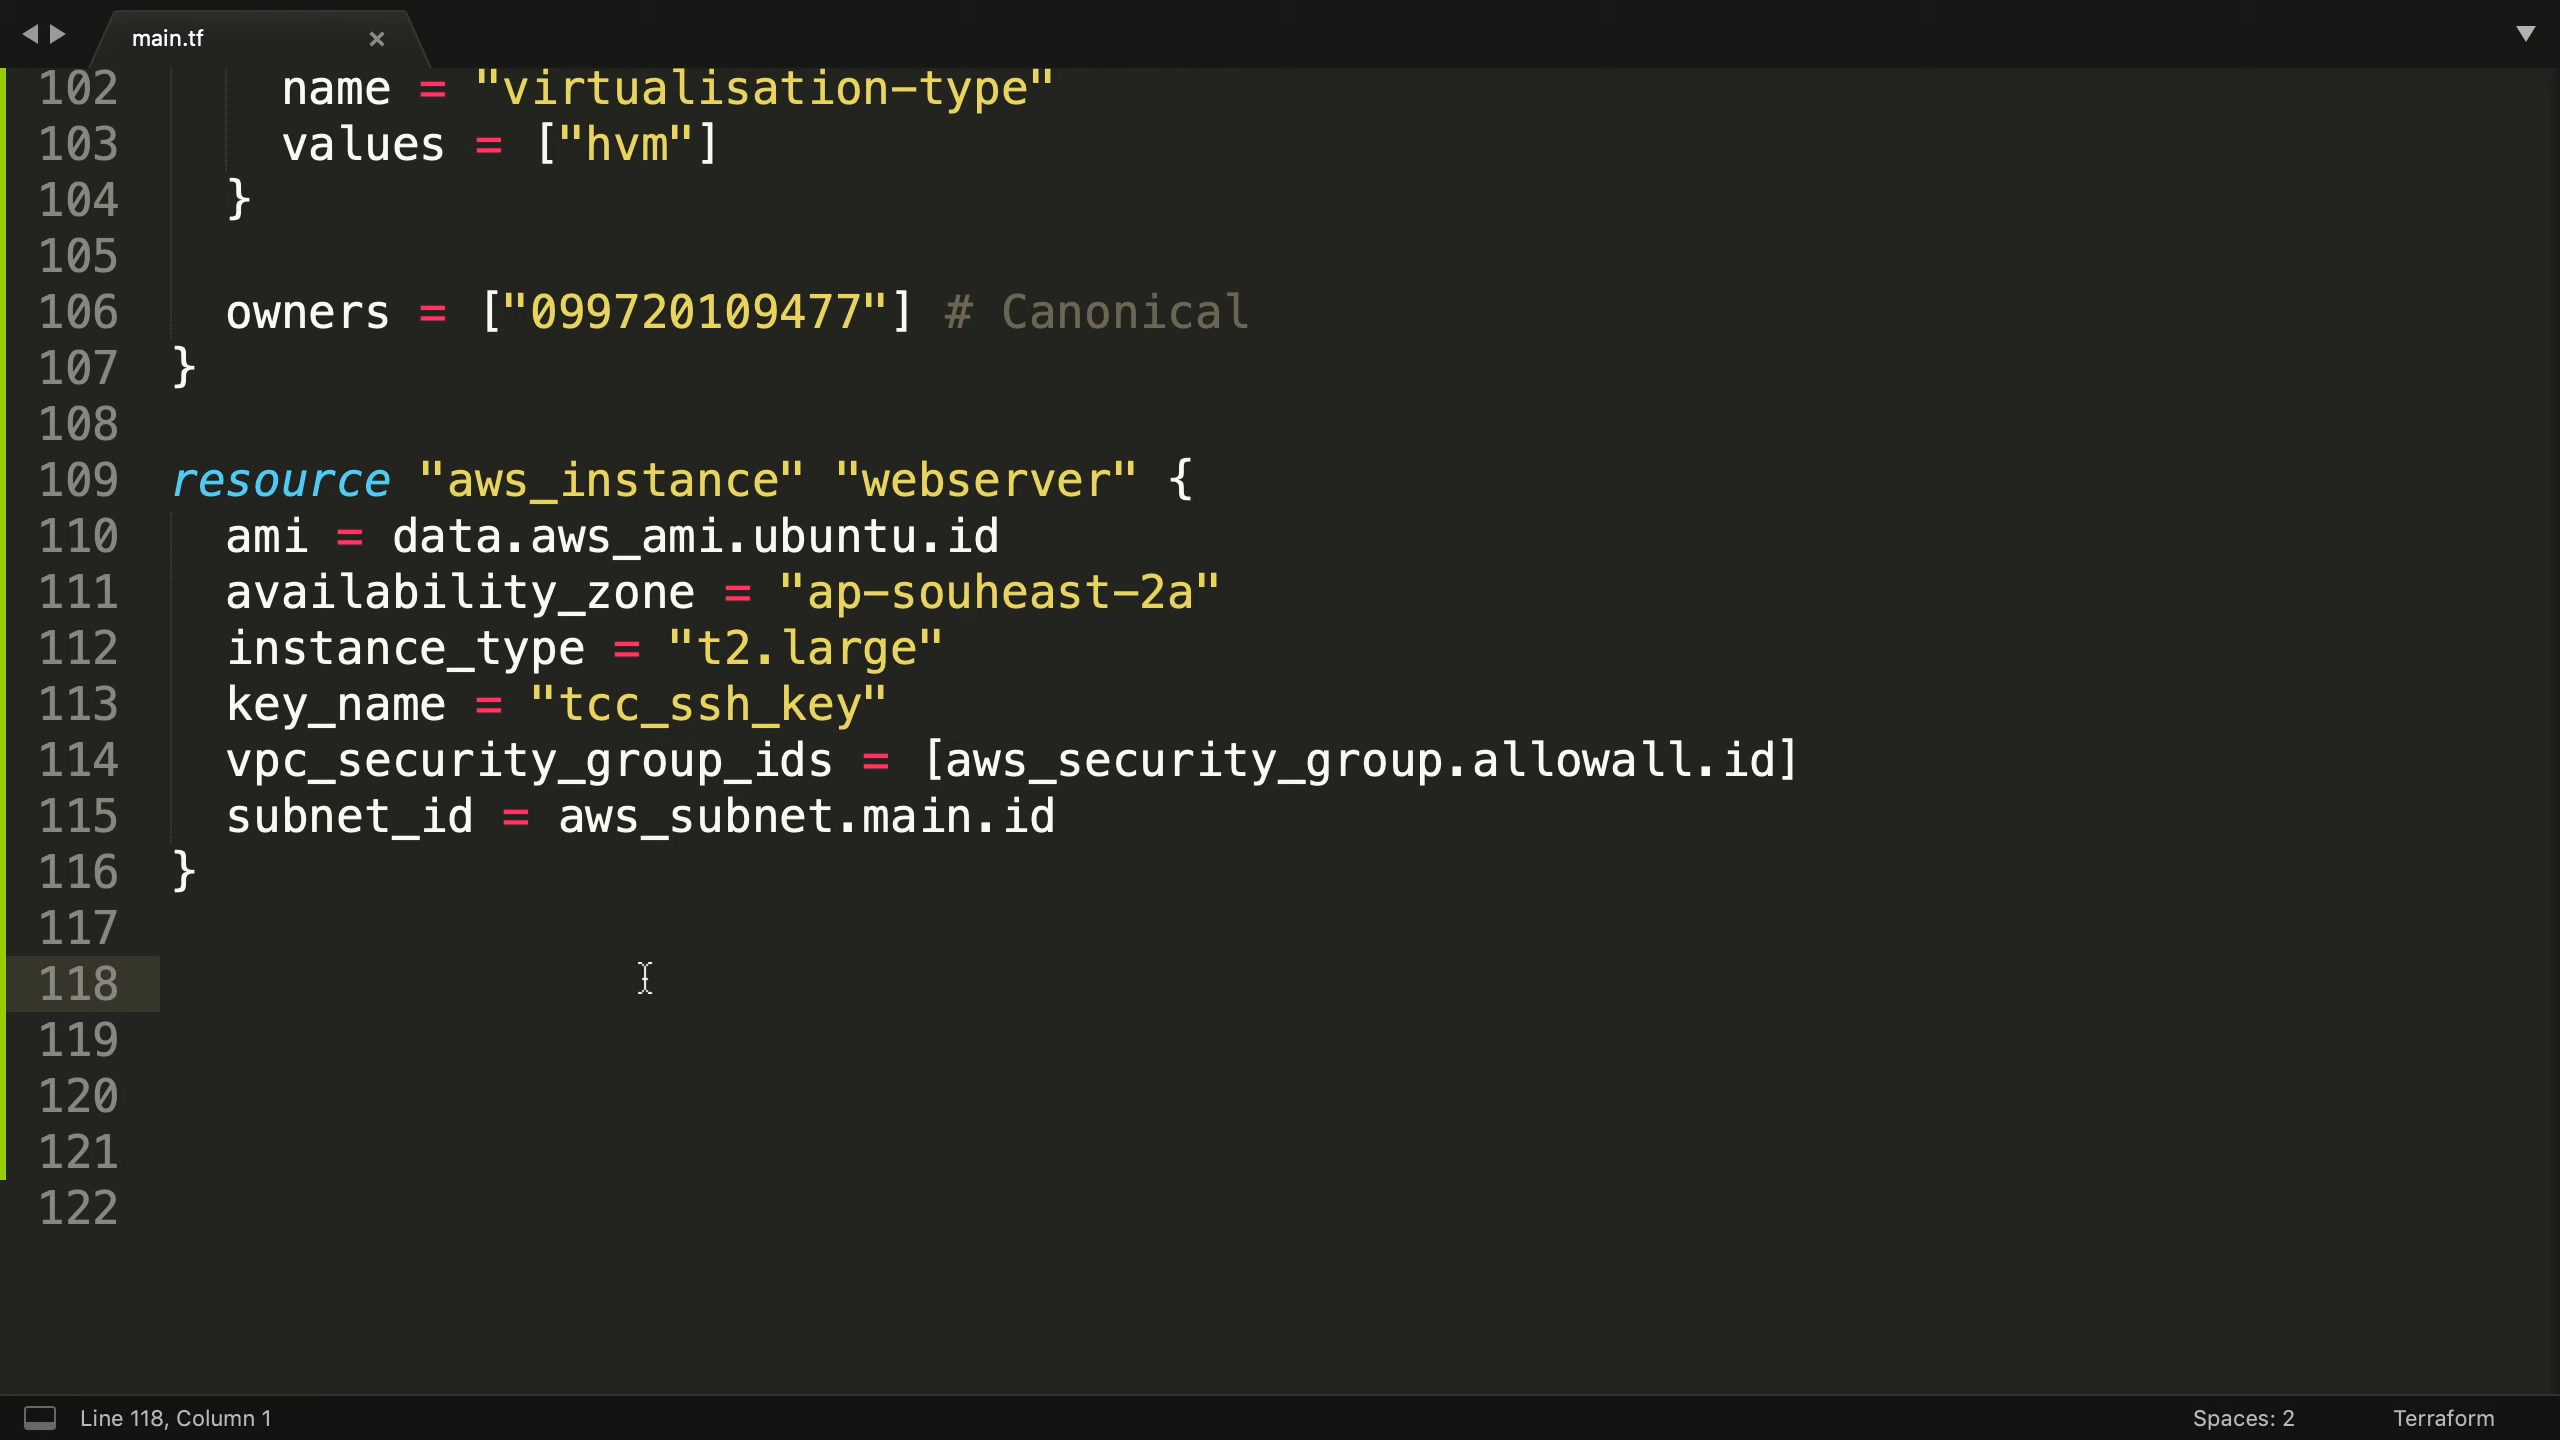 main.tf ×
102 name = "virtualisation-type"
103 values = ["hvm"]
104 }
105
106 owners = ["099720109477"] # Canonical
107 }
108
109 resource "aws_instance" "webserver" {
110 ami = data.aws_ami.ubuntu.id
111 availability_zone = "ap-souheast-2a"
112 instance_type = "t2.large"
113 key_name = "tcc_ssh_key"
114 vpc_security_group_ids = [aws_security_group.allowall.id]
115 subnet_id = aws_subnet.main.id
116 }
117
118
119
120
121
122
Line 118, Column 1 Spaces: 2 Terraform